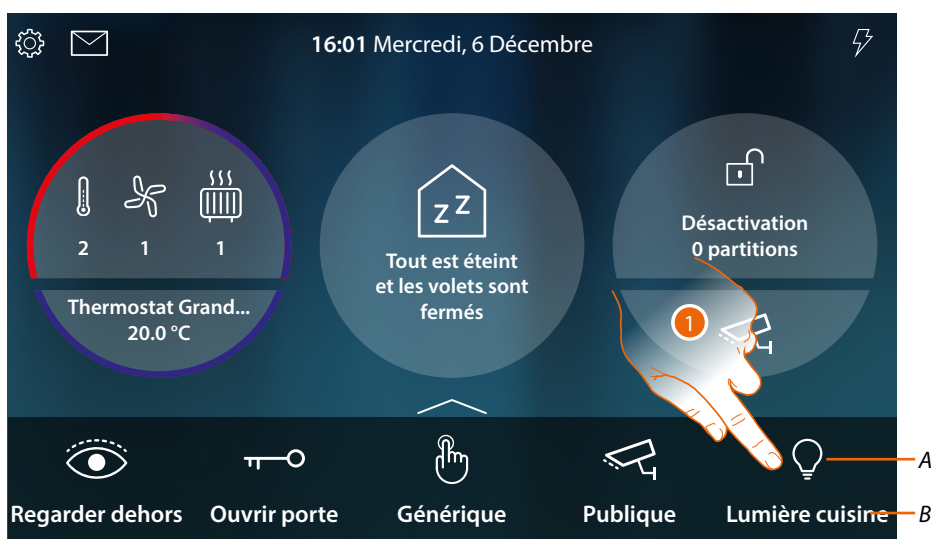 16:01 Mercredi, 6 Décembre
2 1 1
Thermostat Grand...
20.0 °C
z Z
Tout est éteint
et les volets sont
fermés
Désactivation
0 partitions
1
Regarder dehors
Ouvrir porte
Générique
Publique
Lumière cuisine
A
B